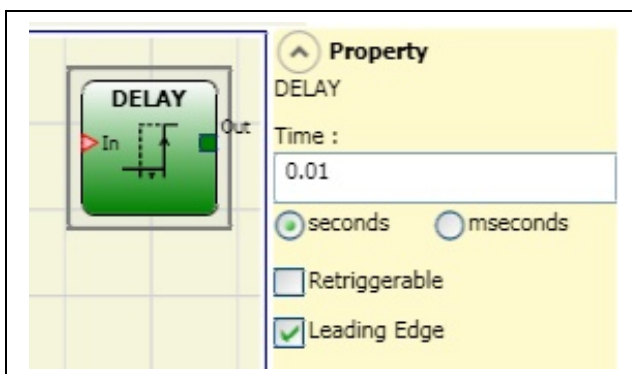 DELAY
In
Out
Property
DELAY
Time :
0.01
seconds
mseconds
Retriggerable
Leading Edge